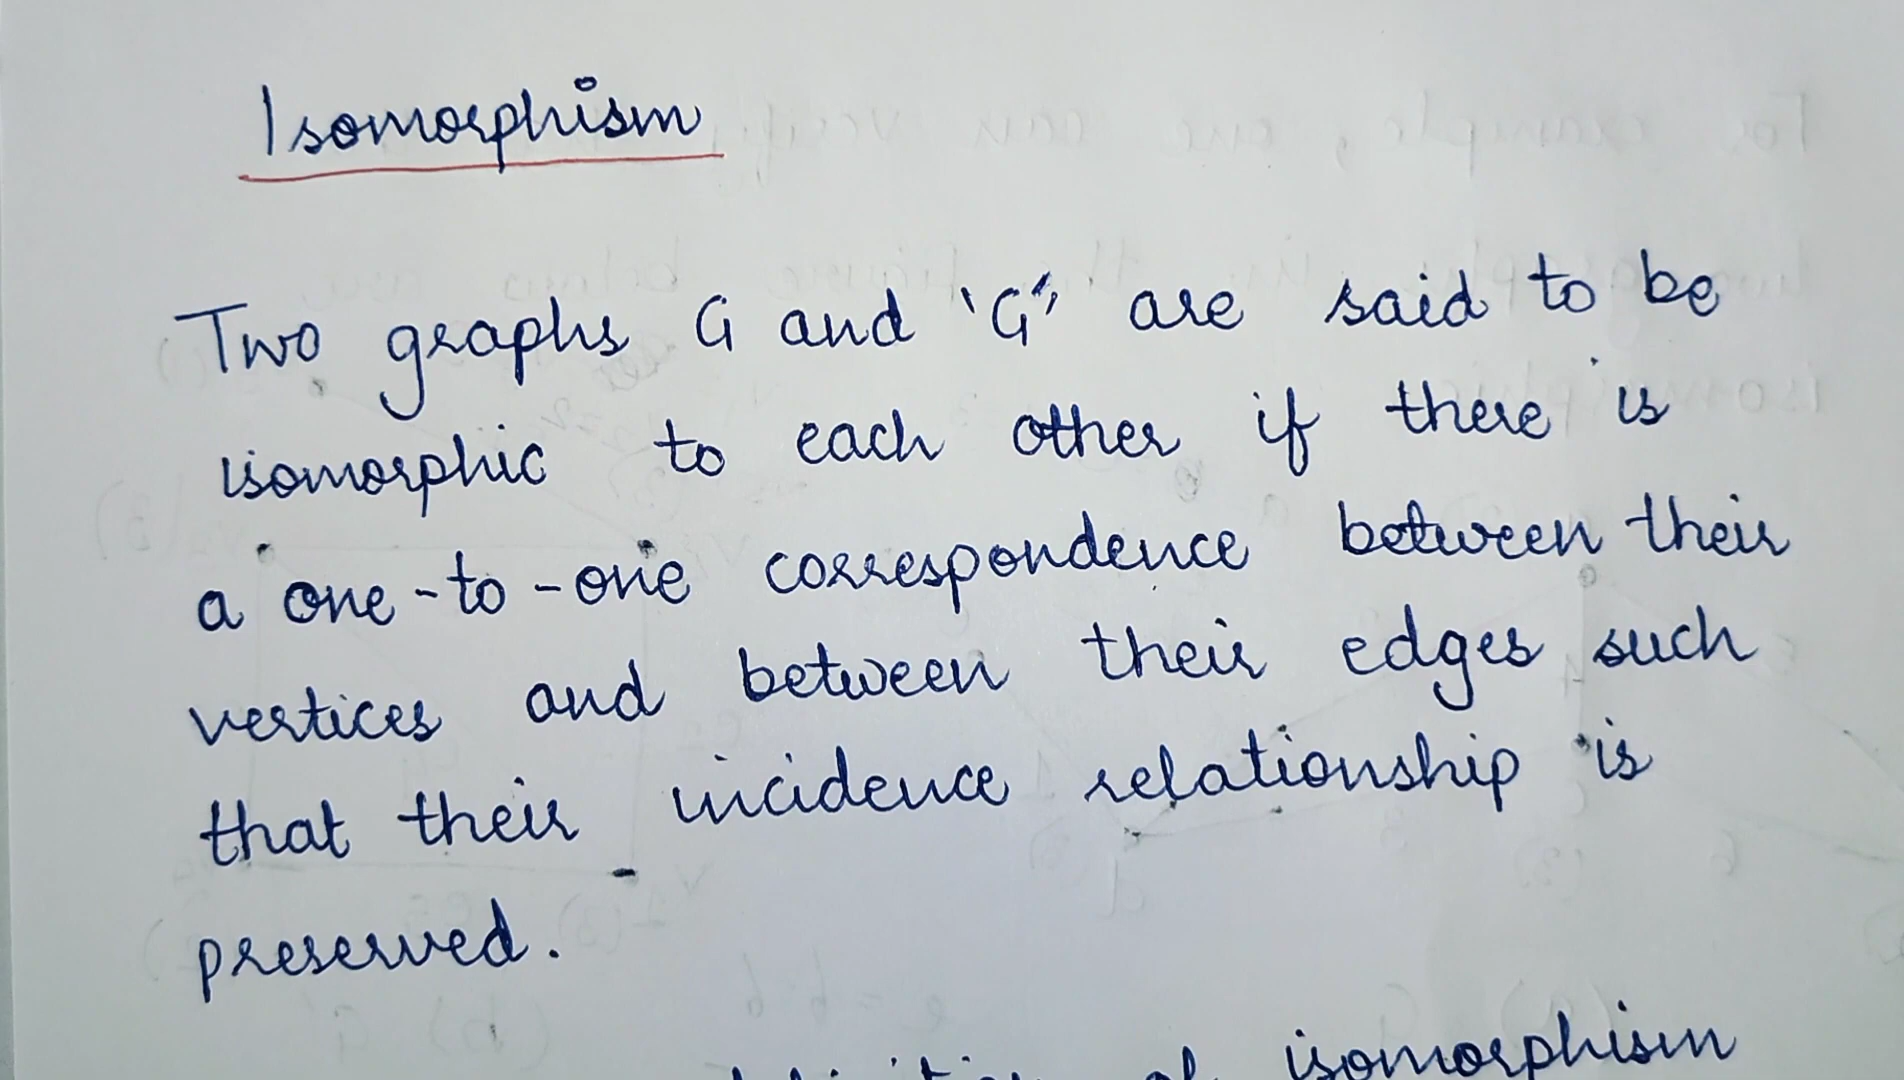 Isomorphism
Two graphs G and 'G'' are said to be
isomorphic to each other if there is
a one-to-one correspondence between their
vertices and between their edges such
that their incidence relationship is
preserved.
of isomorphism